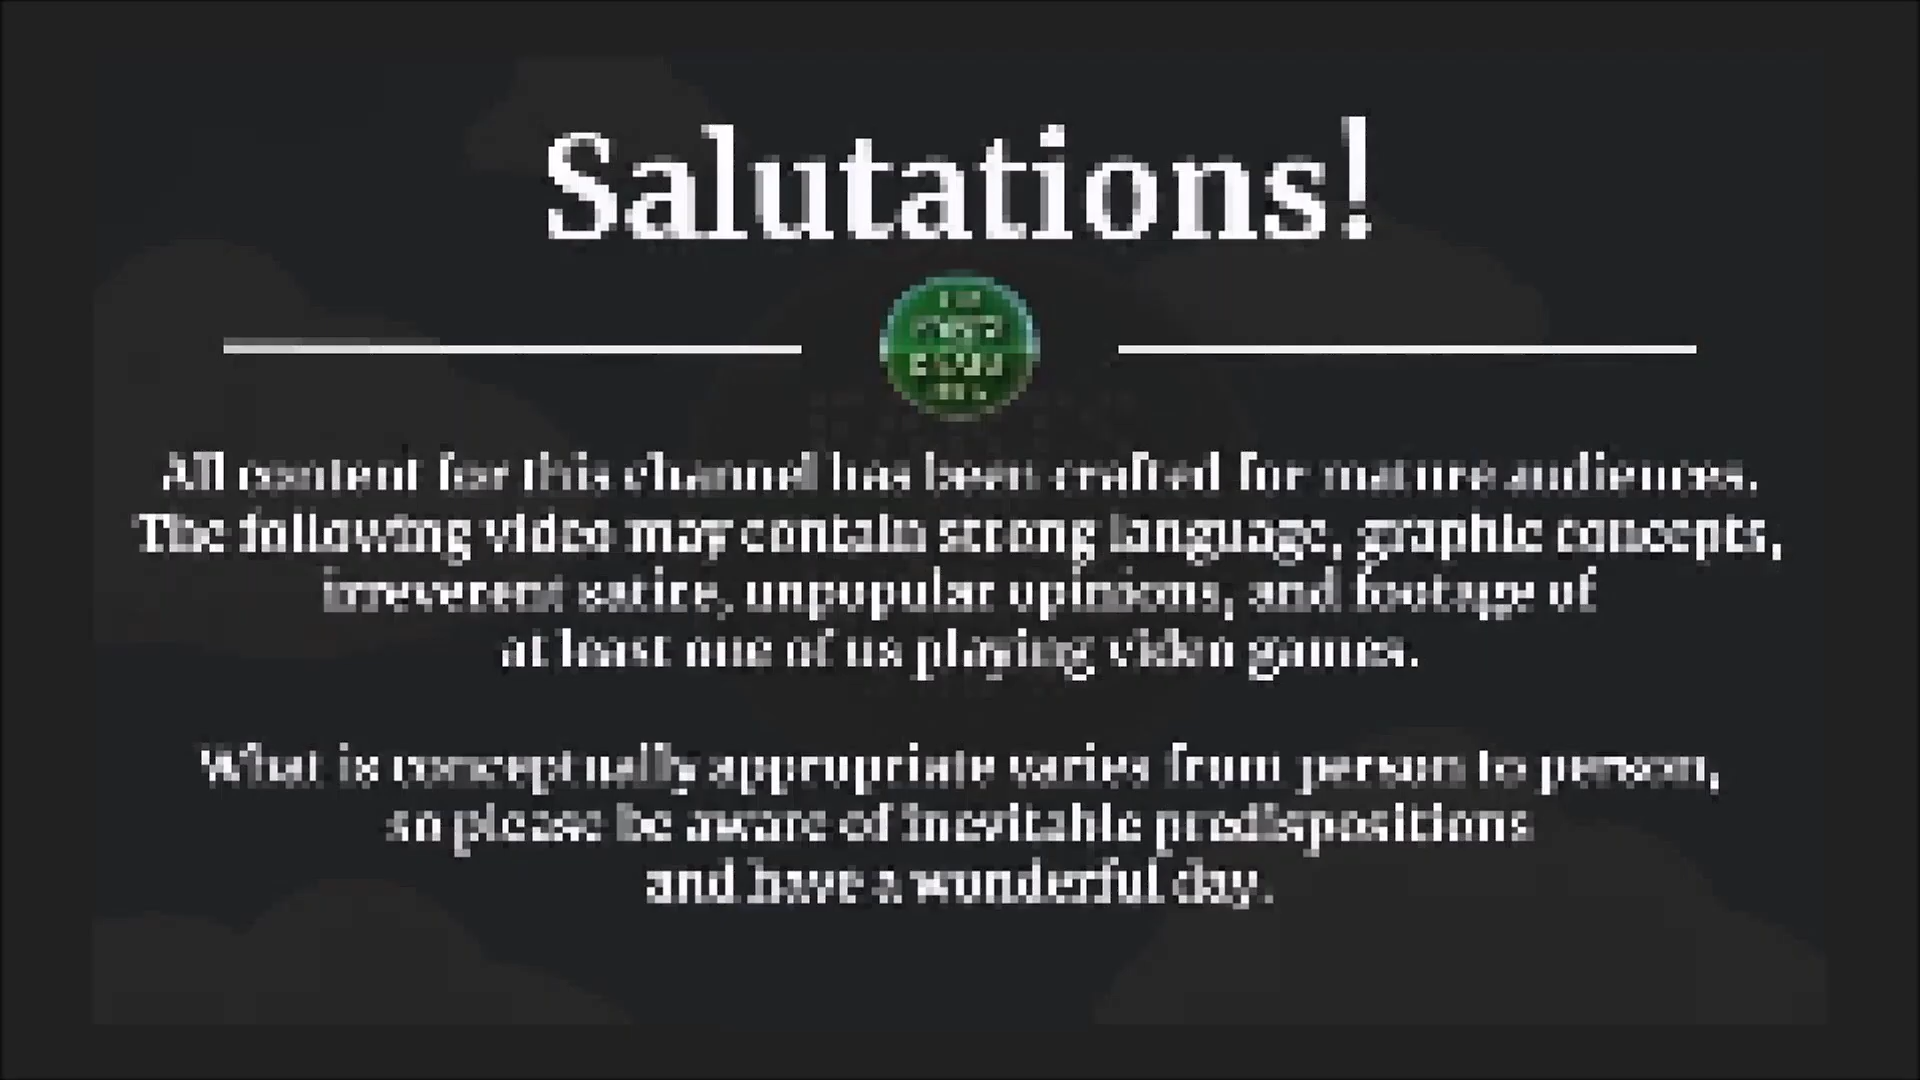 Salutations!
All content for this channel has been crafted for mature audiences.
The following video may contain strong language, graphic concepts,
irreverent satire, unpopular opinions, and footage of
at least one of us playing video games.
What is conceptually appropriate varies from person to person,
so please be aware of inevitable predispositions
and have a wonderful day.